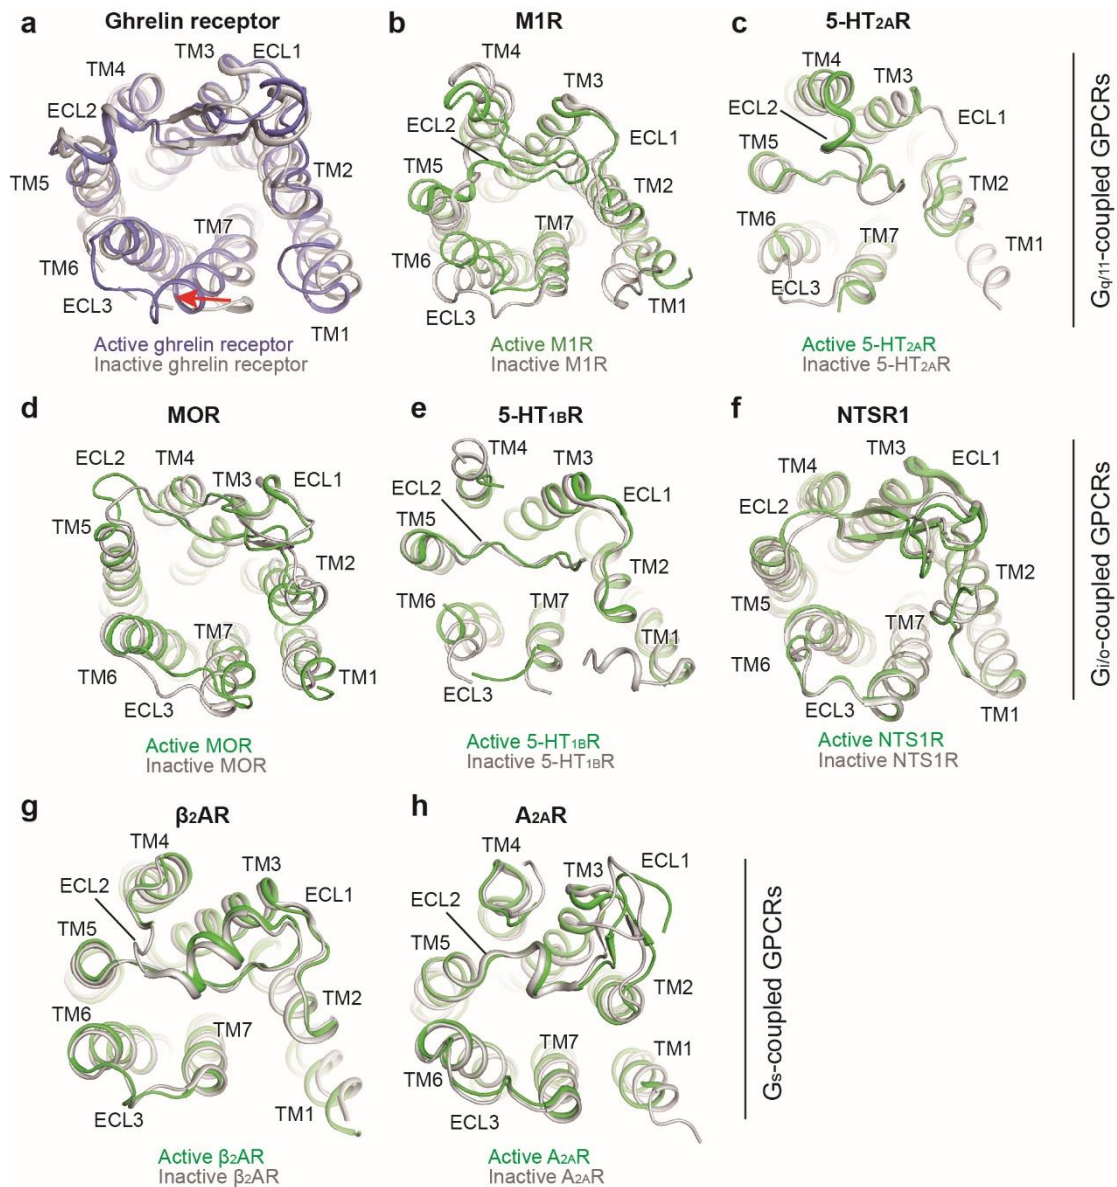 a Ghrelin receptor
TM3 ECL1
TM4
ECL2
TM5
TM2
TM7
TM6
ECL3
TM1
Active ghrelin receptor
Inactive ghrelin receptor
b M1R
TM4
TM3
ECL2
ECL1
TM5
TM2
TM7
TM6
ECL3
TM1
Active M1R
Inactive M1R
c 5-HT2AR
TM4
TM3
ECL2
ECL1
TM5
TM2
TM6
TM7
TM1
ECL3
Active 5-HT2AR
Inactive 5-HT2AR
Gq/11-coupled GPCRs
d MOR
ECL2
TM4
TM3
ECL1
TM5
TM2
TM7
TM6
TM1
ECL3
Active MOR
Inactive MOR
e 5-HT1BR
TM4
TM3
ECL2
ECL1
TM5
TM2
TM6
TM7
TM1
ECL3
Active 5-HT1BR
Inactive 5-HT1BR
f NTSR1
TM3
TM4
ECL1
ECL2
TM5
TM2
TM7
TM6
ECL3
TM1
Active NTS1R
Inactive NTS1R
Gi/o-coupled GPCRs
g β2AR
TM4
TM3
ECL2
ECL1
TM5
TM2
TM6
TM7
ECL3
TM1
Active β2AR
Inactive β2AR
h A2AR
TM4
TM3
ECL1
ECL2
TM5
TM2
TM7
TM1
TM6
ECL3
Active A2AR
Inactive A2AR
Gs-coupled GPCRs